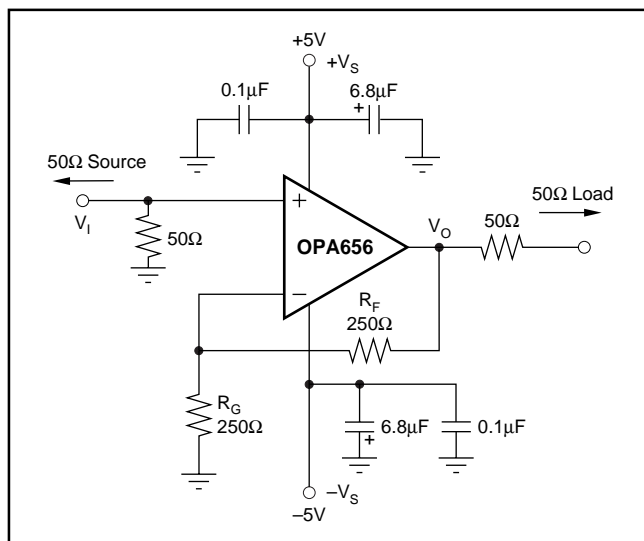 +5V
+V_S
0.1µF
6.8µF
+
50Ω Source
50Ω Load
V_I
+
50Ω
OPA656
V_O
50Ω
−
R_F
250Ω
R_G
250Ω
6.8µF
+
0.1µF
−V_S
−5V